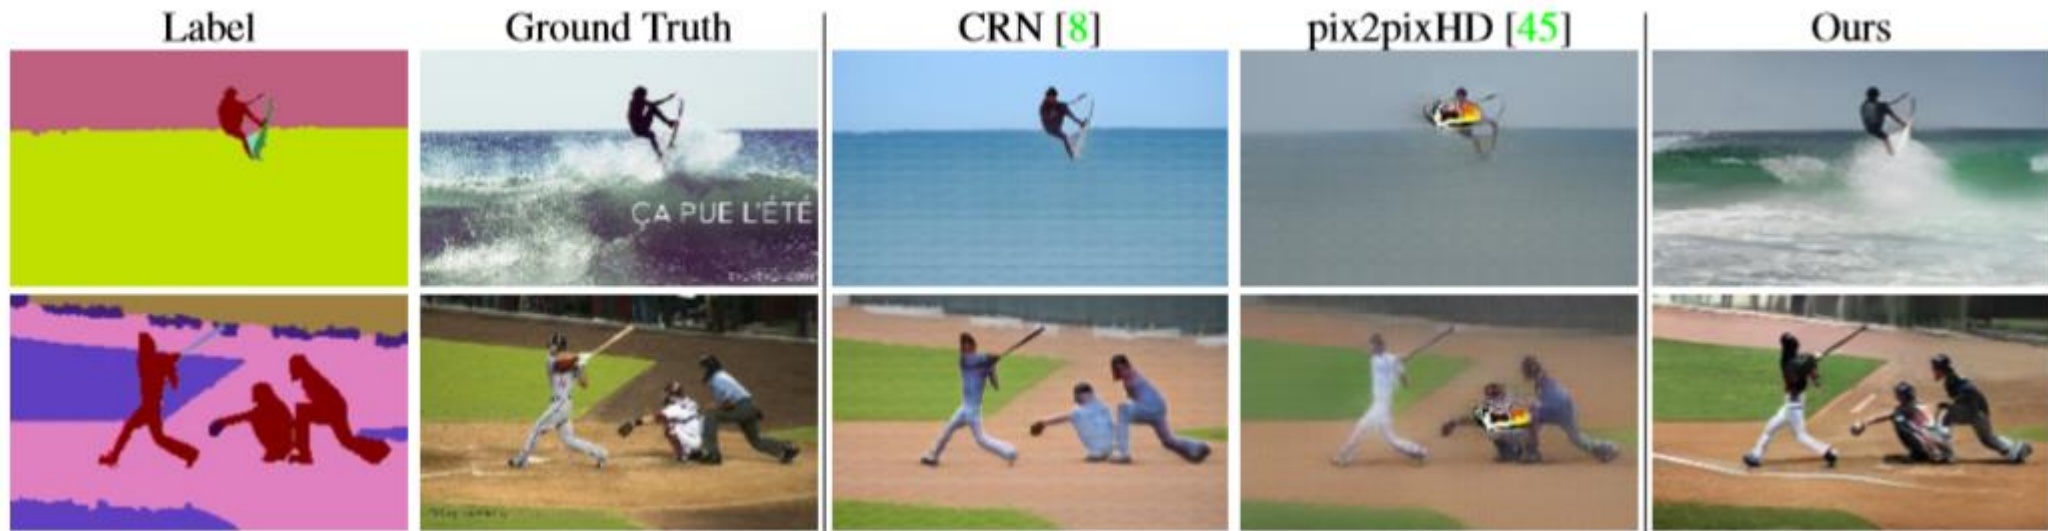 Label Ground Truth CRN [8] pix2pixHD [45] Ours
ÇA PUE L'ÉTÉ